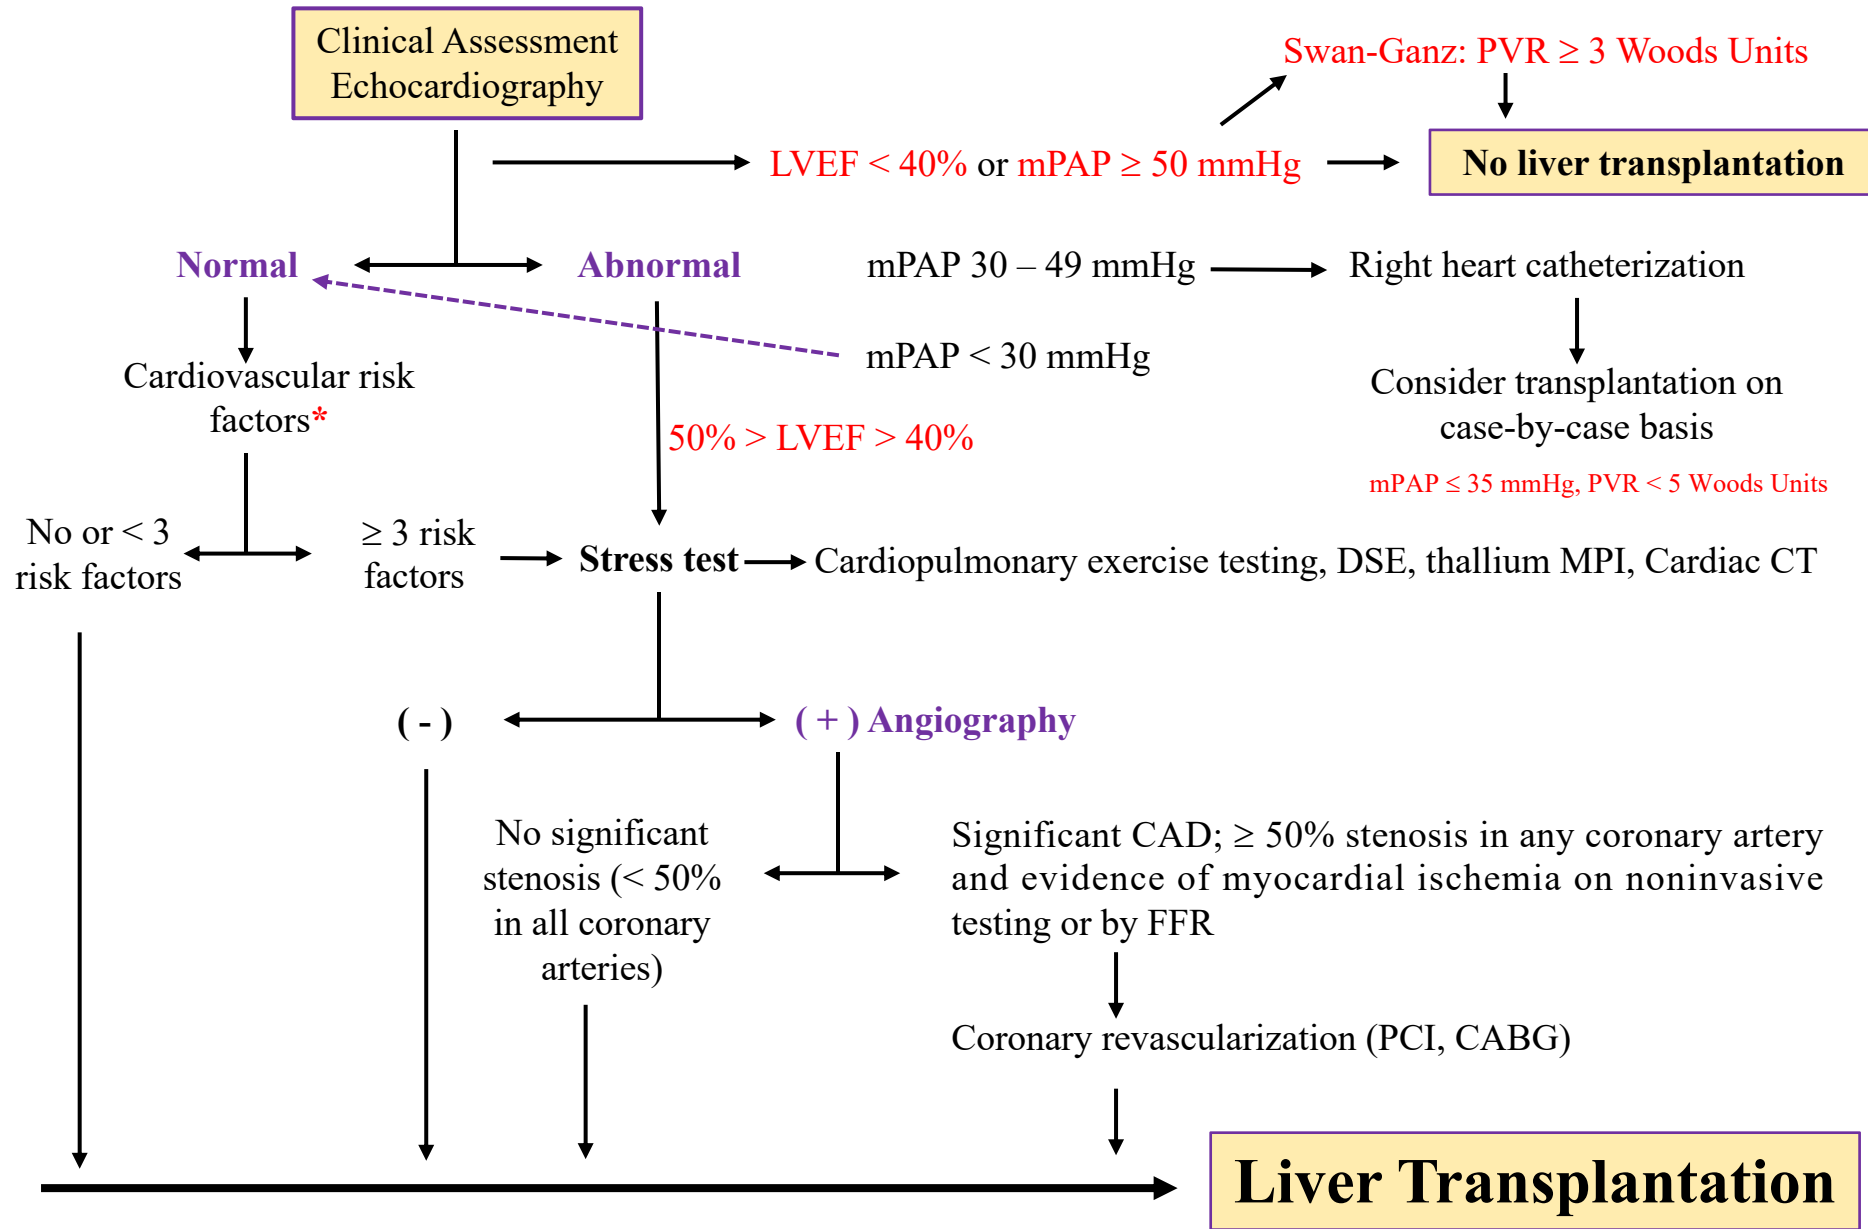 Clinical Assessment
Echocardiography
Swan-Ganz: PVR ≥ 3 Woods Units
LVEF < 40% or mPAP ≥ 50 mmHg
No liver transplantation
Normal
Abnormal
mPAP 30 – 49 mmHg
Right heart catheterization
mPAP < 30 mmHg
Cardiovascular risk
factors*
Consider transplantation on
case-by-case basis
50% > LVEF > 40%
mPAP ≤ 35 mmHg, PVR < 5 Woods Units
No or < 3
risk factors
≥ 3 risk
factors
Stress test
Cardiopulmonary exercise testing, DSE, thallium MPI, Cardiac CT
( - )
( + ) Angiography
No significant
stenosis (< 50%
in all coronary
arteries)
Significant CAD; ≥ 50% stenosis in any coronary artery
and evidence of myocardial ischemia on noninvasive
testing or by FFR
Coronary revascularization (PCI, CABG)
Liver Transplantation